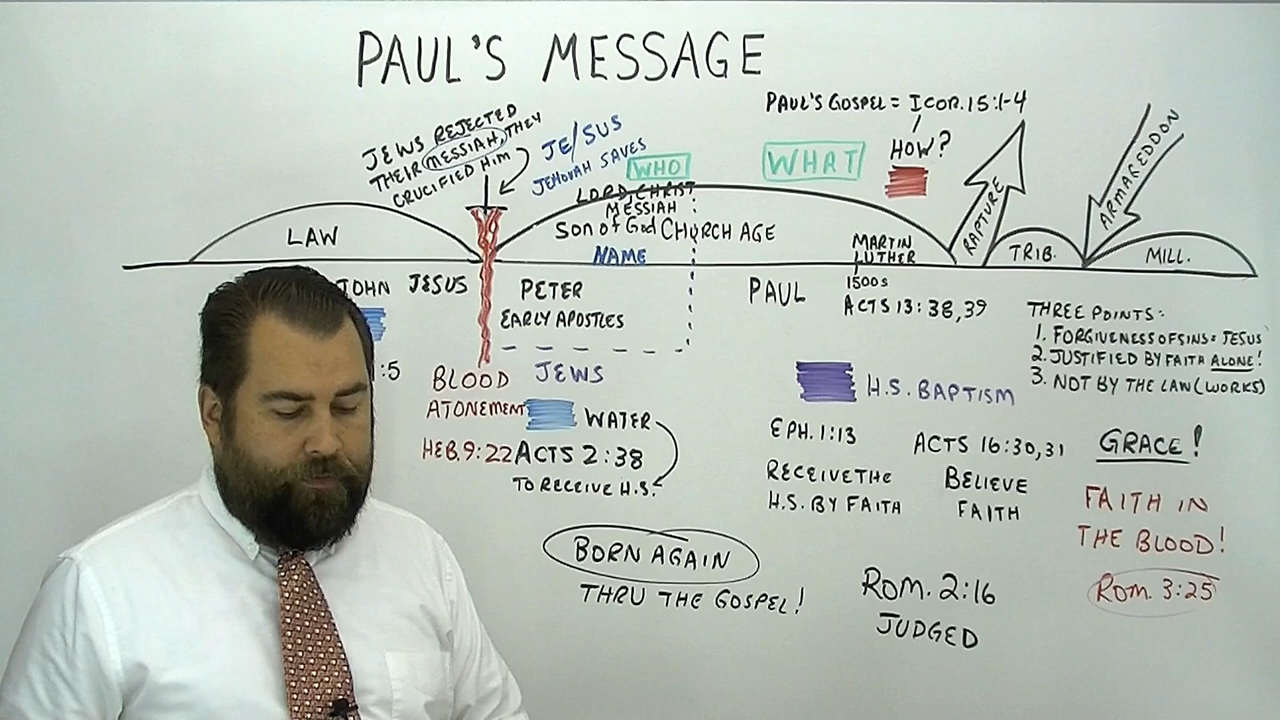 PAUL'S MESSAGE
JEWS REJECTED
THEIR MESSIAH, THEY
CRUCIFIED HIM
JE/SUS
JEHOVAH SAVES
WHO
LORD, CHRIST
MESSIAH
Son of God
NAME
CHURCH AGE
WHAT
PAUL'S GOSPEL = I COR. 15:1-4
HOW?
LAW
MARTIN
LUTHER
RAPTURE
TRIB.
ARMAGEDDON
MILL.
JOHN
JESUS
PETER
EARLY APOSTLES
PAUL
1500s
ACTS 13:38,39
THREE POINTS:
1. FORGIVENESS OF SINS = JESUS
2. JUSTIFIED BY FAITH ALONE!
3. NOT BY THE LAW (WORKS)
:5
BLOOD
ATONEMENT
HEB. 9:22
JEWS
WATER
ACTS 2:38
TO RECEIVE H.S.
H.S. BAPTISM
EPH. 1:13
RECEIVE THE
H.S. BY FAITH
ACTS 16:30,31
BELIEVE
FAITH
GRACE!
FAITH IN
THE BLOOD!
ROM. 3:25
BORN AGAIN
THRU THE GOSPEL!
ROM. 2:16
JUDGED